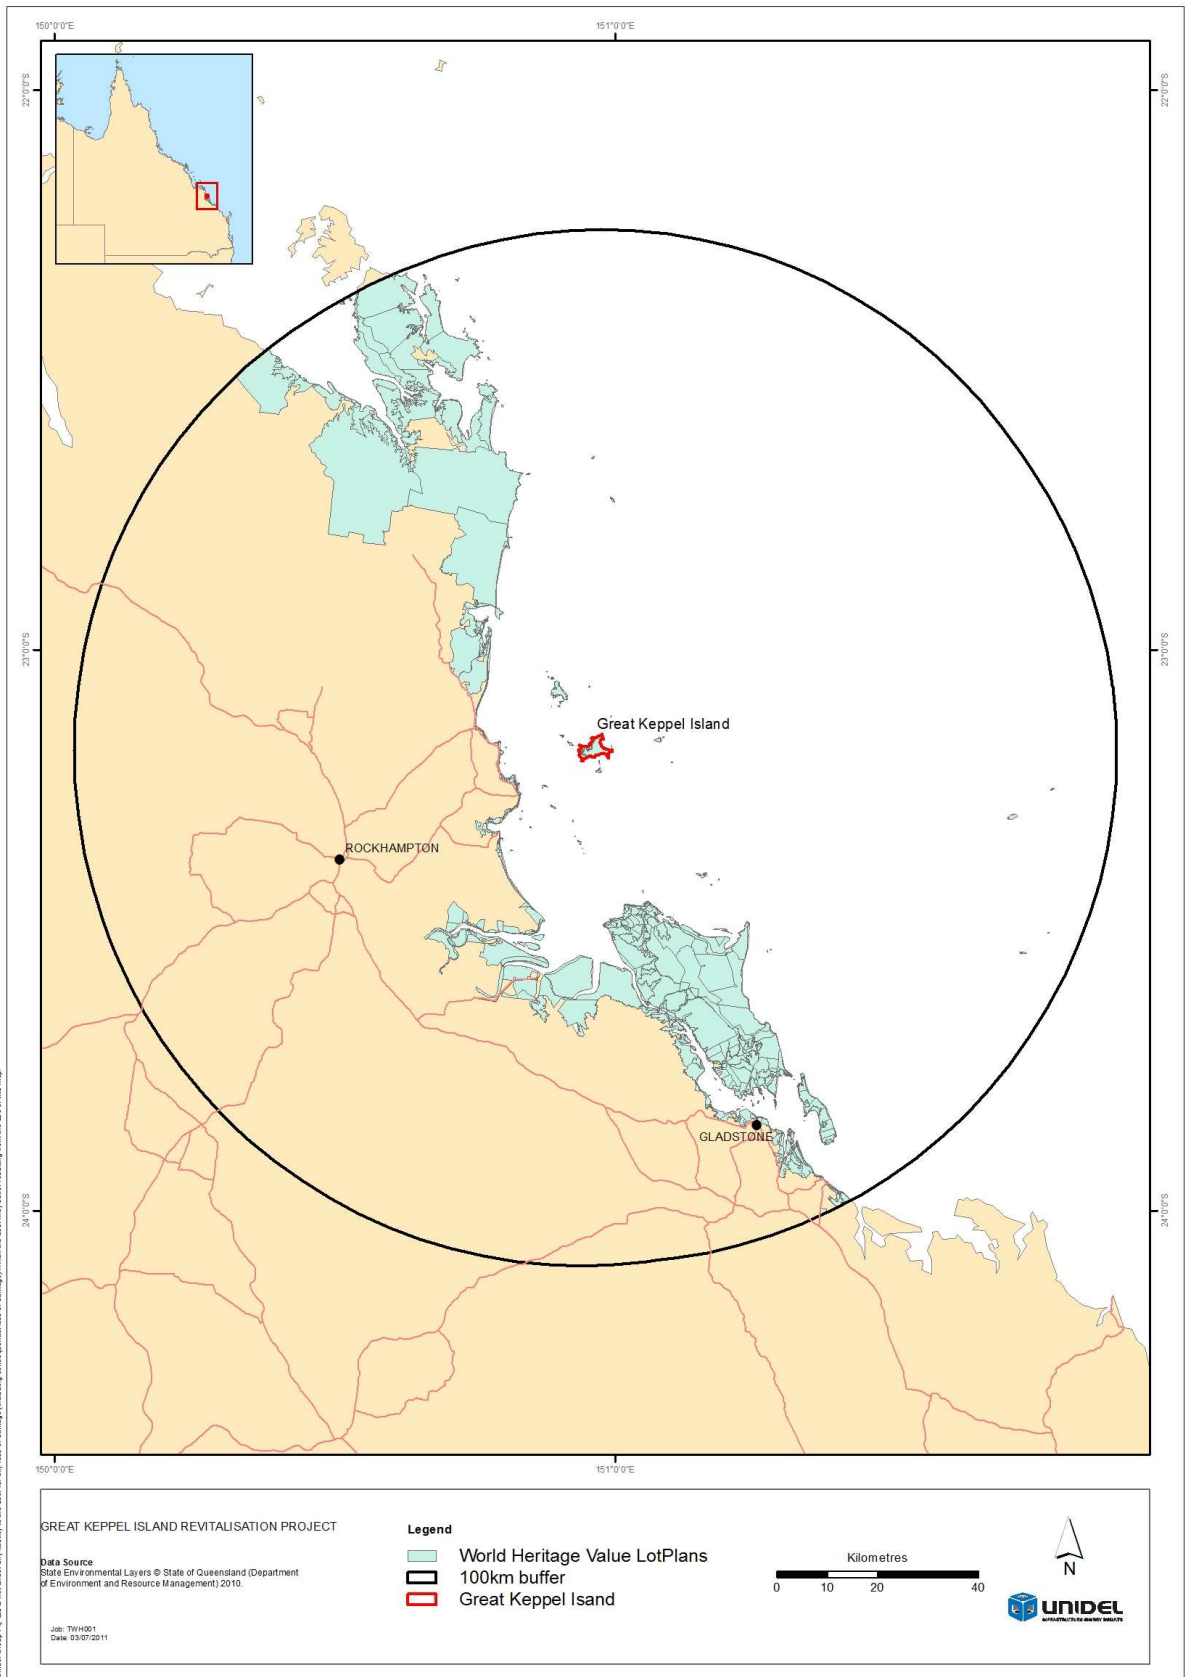 150°0'0"E
151°0'0"E
22°0'0"S
22°0'0"S
Great Keppel Island
23°0'0"S
23°0'0"S
ROCKHAMPTON
GLADSTONE
24°0'0"S
24°0'0"S
150°0'0"E
151°0'0"E
GREAT KEPPEL ISLAND REVITALISATION PROJECT
Data Source
State Environmental Layers © State of Queensland (Department
of Environment and Resource Management) 2010.
Job: TWH001
Date: 03/07/2011
Legend
World Heritage Value LotPlans
100km buffer
Great Keppel Isand
Kilometres
0 10 20 40
N
UNIDEL